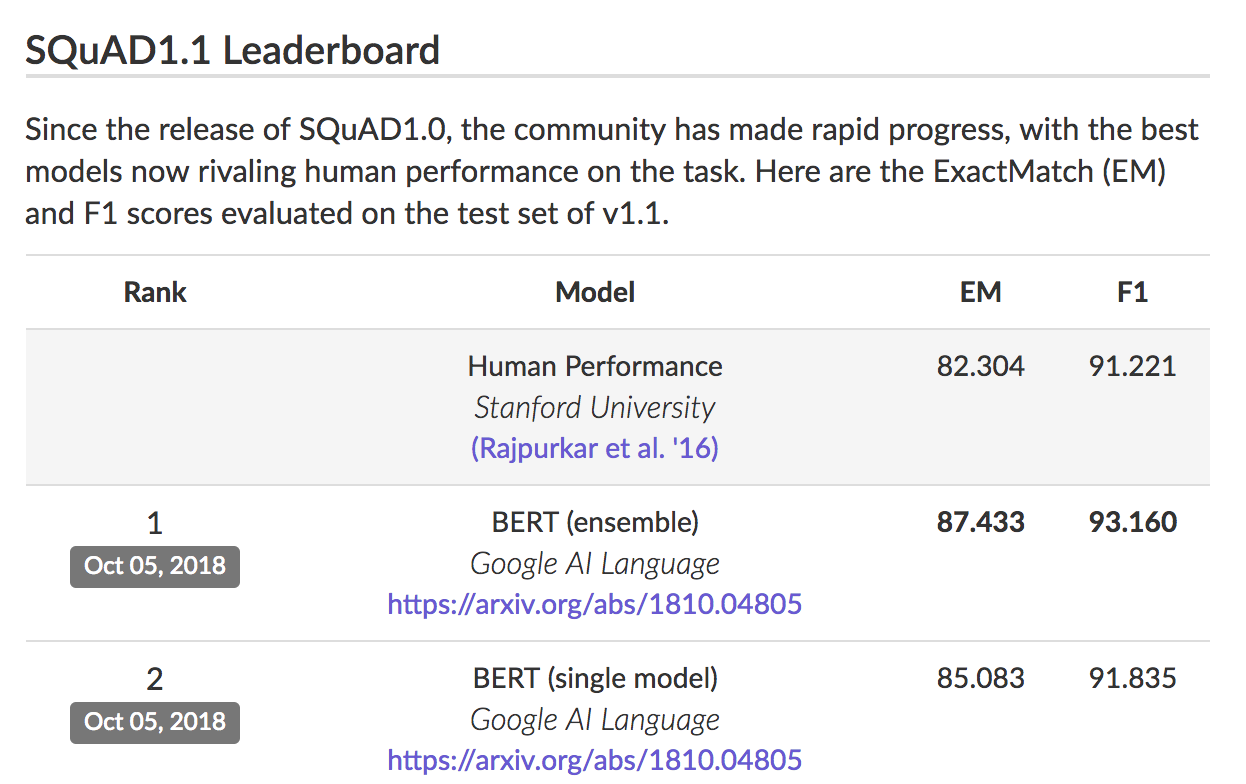 SQuAD1.1 Leaderboard
Since the release of SQuAD1.0, the community has made rapid progress, with the best
models now rivaling human performance on the task. Here are the ExactMatch (EM)
and F1 scores evaluated on the test set of v1.1.
Rank Model EM F1
Human Performance 82.304 91.221
Stanford University
(Rajpurkar et al. '16)
1 BERT (ensemble) 87.433 93.160
Oct 05, 2018 Google AI Language
https://arxiv.org/abs/1810.04805
2 BERT (single model) 85.083 91.835
Oct 05, 2018 Google AI Language
https://arxiv.org/abs/1810.04805